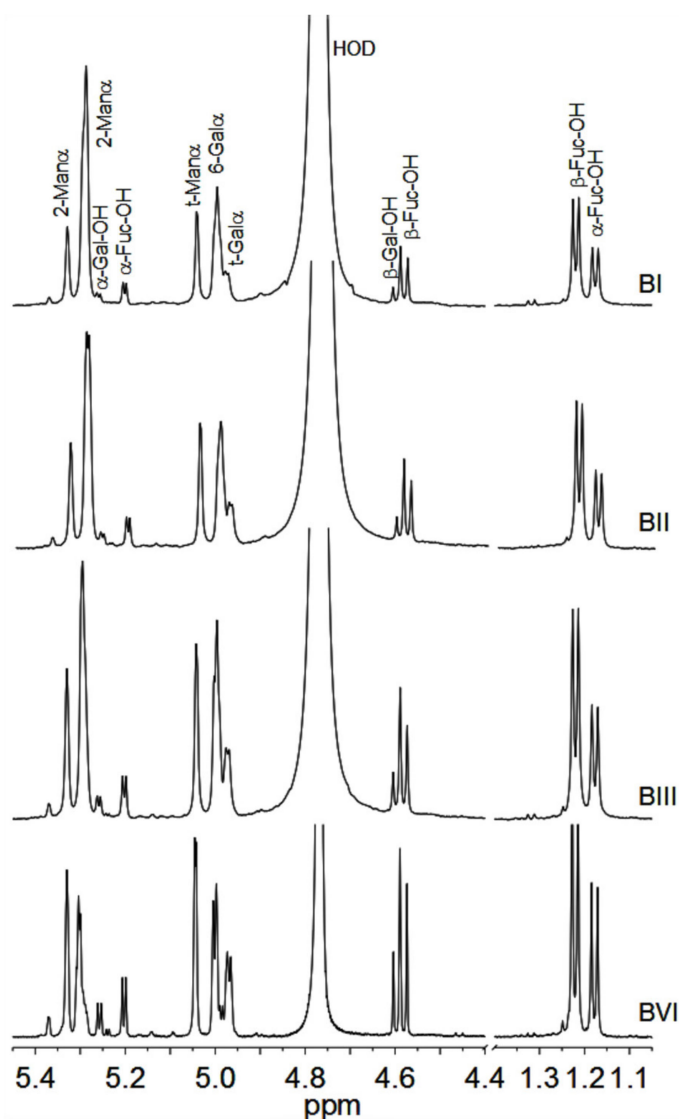 HOD
2-Manα
2-Manα
α-Gal-OH
α-Fuc-OH
t-Manα
6-Galα
t-Galα
β-Gal-OH
β-Fuc-OH
β-Fuc-OH
α-Fuc-OH
BI
BII
BIII
BVI
5.4 5.2 5.0 4.8 4.6 4.4 1.3 1.2 1.1
ppm